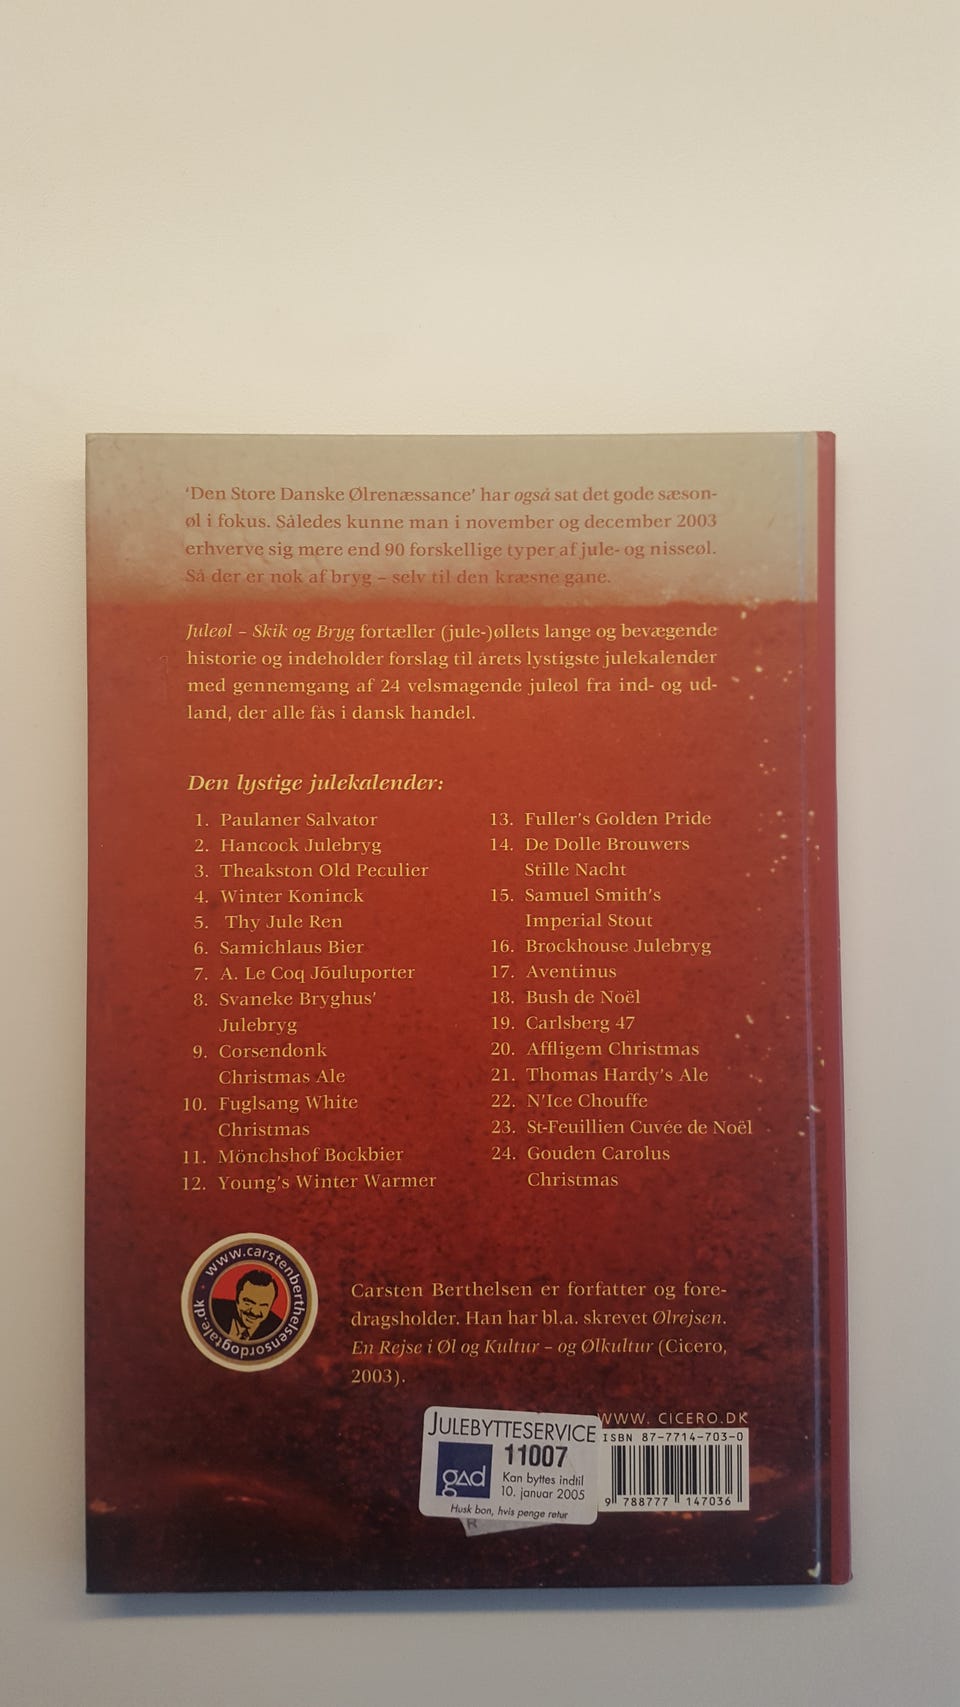 'Den Store Danske Ølrenæssance' har også sat det gode sæson-
øl i fokus. Således kunne man i november og december 2003
erhverve sig mere end 90 forskellige typer af jule- og nisseøl.
Så der er nok af bryg – selv til den kræsne gane.
Juleøl – Skik og Bryg fortæller (jule-)øllets lange og bevægende
historie og indeholder forslag til årets lystigste julekalender
med gennemgang af 24 velsmagende juleøl fra ind- og ud-
land, der alle fås i dansk handel.
Den lystige julekalender:
1. Paulaner Salvator
2. Hancock Julebryg
3. Theakston Old Peculier
4. Winter Koninck
5. Thy Jule Ren
6. Samichlaus Bier
7. A. Le Coq Jõuluporter
8. Svaneke Bryghus'
Julebryg
9. Corsendonk
Christmas Ale
10. Fuglsang White
Christmas
11. Mönchshof Bockbier
12. Young's Winter Warmer
13. Fuller's Golden Pride
14. De Dolle Brouwers
Stille Nacht
15. Samuel Smith's
Imperial Stout
16. Brøckhouse Julebryg
17. Aventinus
18. Bush de Noël
19. Carlsberg 47
20. Affligem Christmas
21. Thomas Hardy's Ale
22. N'Ice Chouffe
23. St-Feuillien Cuvée de Noël
24. Gouden Carolus
Christmas
www.carstenberthelsensordogtale.dk
Carsten Berthelsen er forfatter og fore-
dragsholder. Han har bl.a. skrevet Ølrejsen.
En Rejse i Øl og Kultur – og Ølkultur (Cicero,
2003).
WWW. CICERO.DK
ISBN 87-7714-703-0
9 788777 147036
JULEBYTTESERVICE
11007
gad
Kan byttes indtil
10. januar 2005
Husk bon, hvis penge retur
R